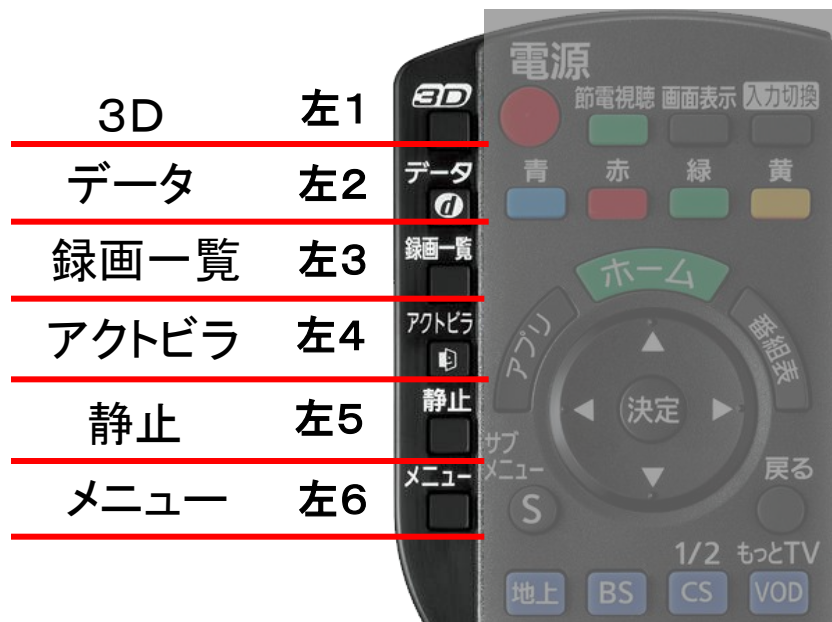 電源
3D 左1 3D 節電視聴 画面表示 入力切換
データ 左2 データ 青 赤 緑 黄
d
録画一覧 左3 録画一覧
ホーム
アクトビラ 左4 アクトビラ アプリ 番組表
静止 左5 静止 決定
サブメニュー 戻る
メニュー 左6 メニュー S
1/2 もっとTV
地上 BS CS VOD